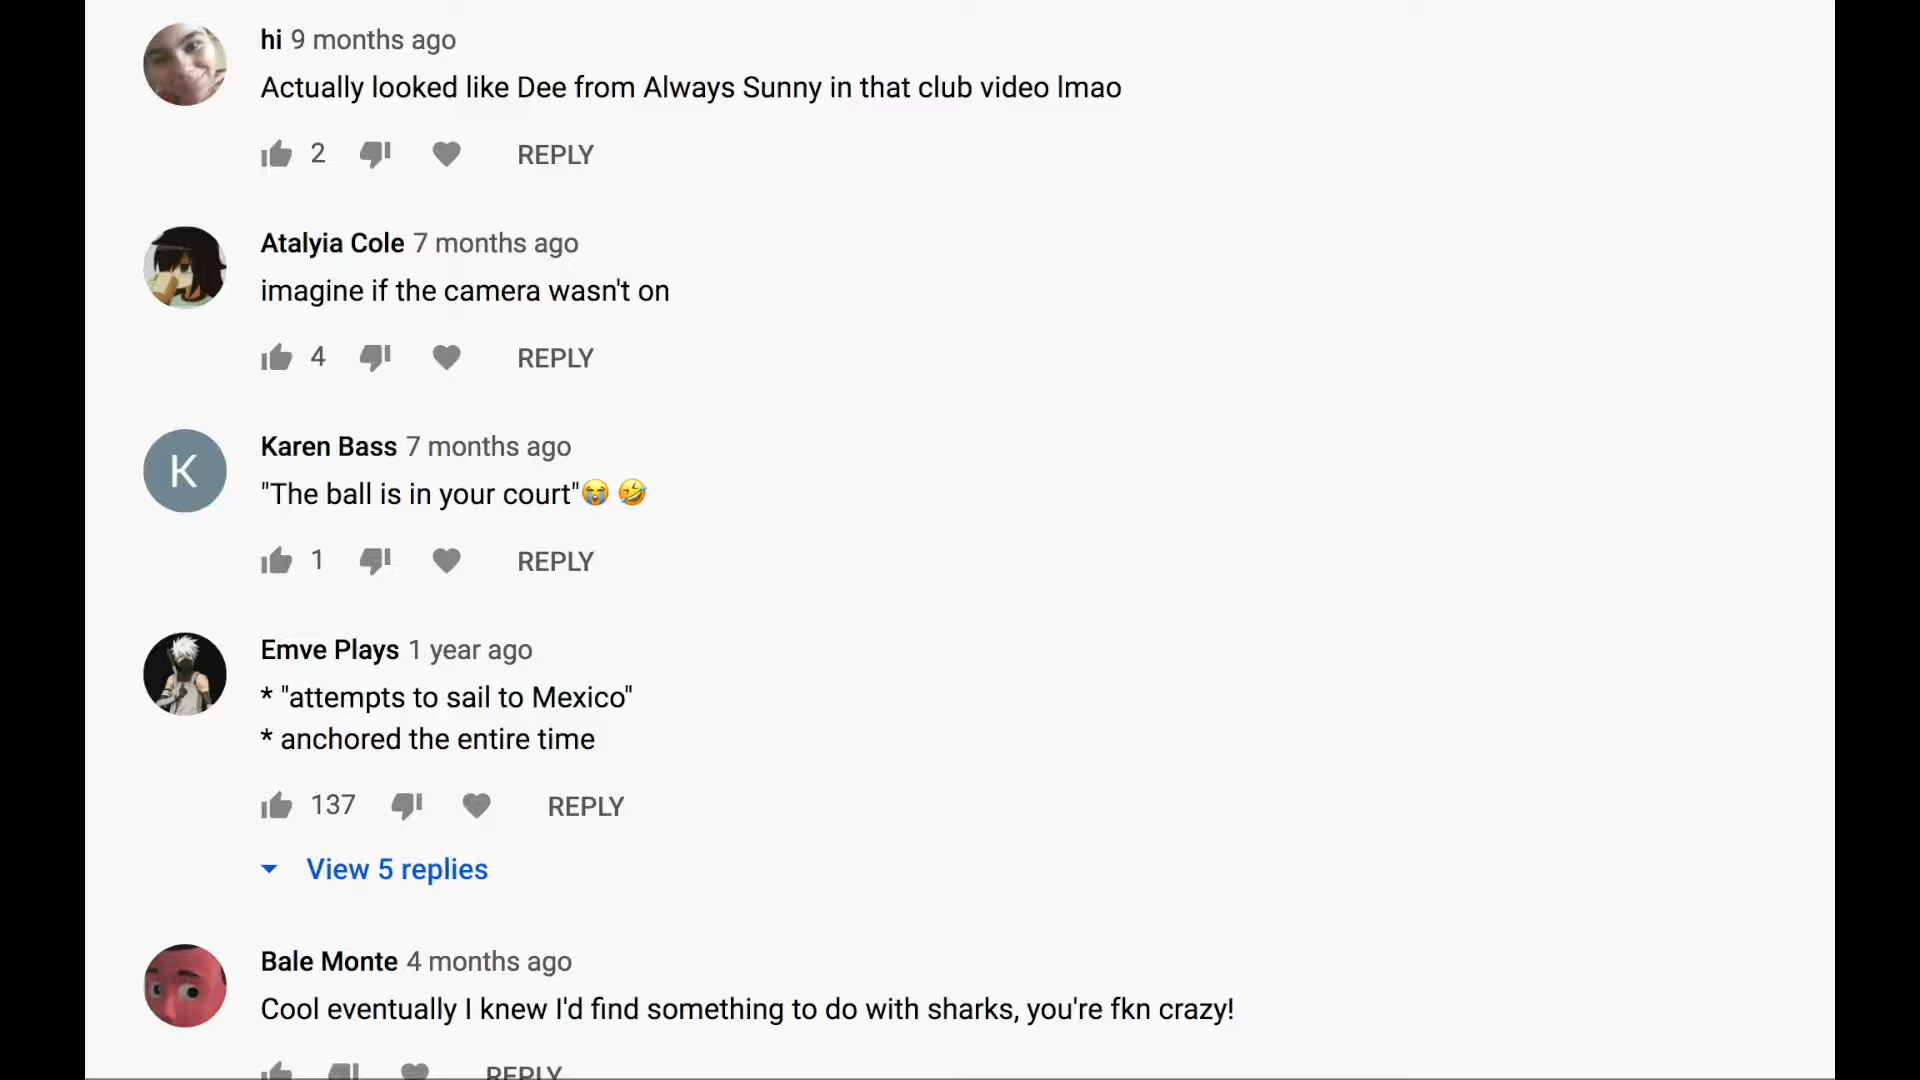 hi 9 months ago
Actually looked like Dee from Always Sunny in that club video lmao
2 REPLY
Atalyia Cole 7 months ago
imagine if the camera wasn't on
4 REPLY
K
Karen Bass 7 months ago
"The ball is in your court"😭 🤣
1 REPLY
Emve Plays 1 year ago
* "attempts to sail to Mexico"
* anchored the entire time
137 REPLY
View 5 replies
Bale Monte 4 months ago
Cool eventually I knew I'd find something to do with sharks, you're fkn crazy!
REPLY